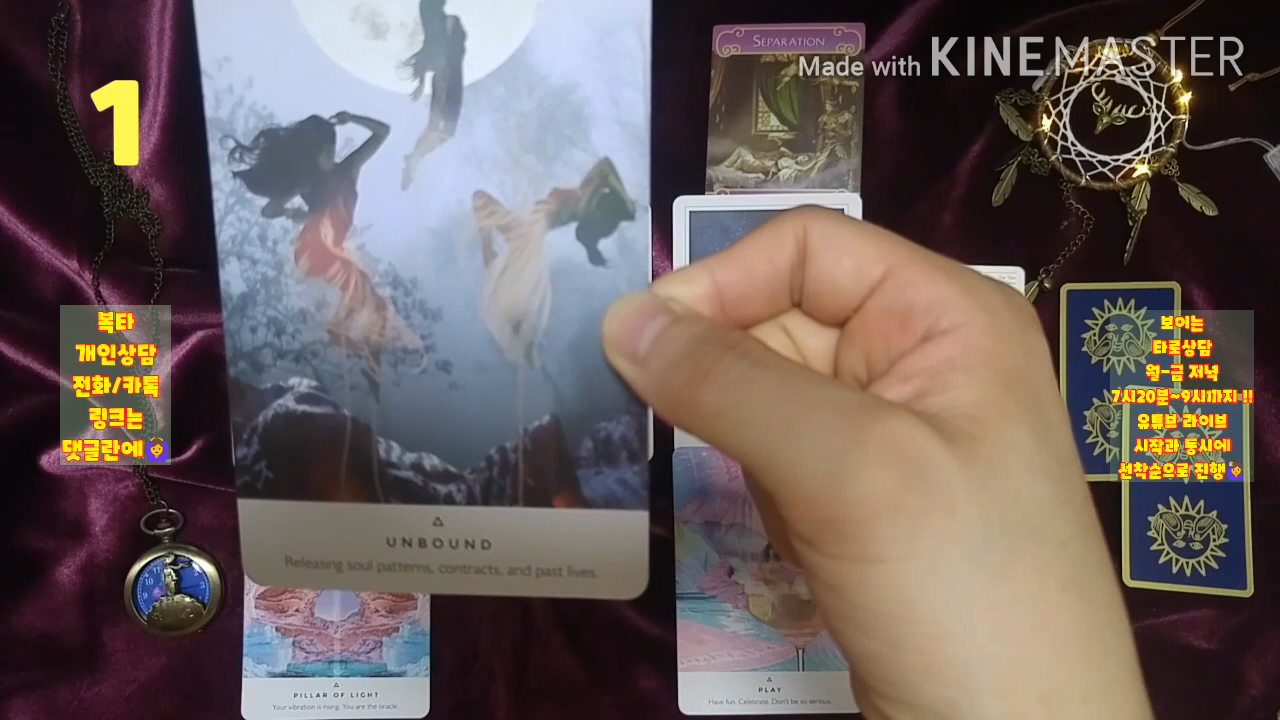 1
SEPARATION
Made with KINEMASTER
복타
개인상담
전화/카톡
링크는
댓글란에
보이는
타로상담
월-금 저녁
7시20분~9시까지 !!
유튜브 라이브
시작과 동시에
선착순으로 진행
UNBOUND
Releasing soul patterns, contracts, and past lives.
PILLAR OF LIGHT
Your vibration is rising. You are the oracle.
PLAY
Have fun. Celebrate. Don't be so serious.